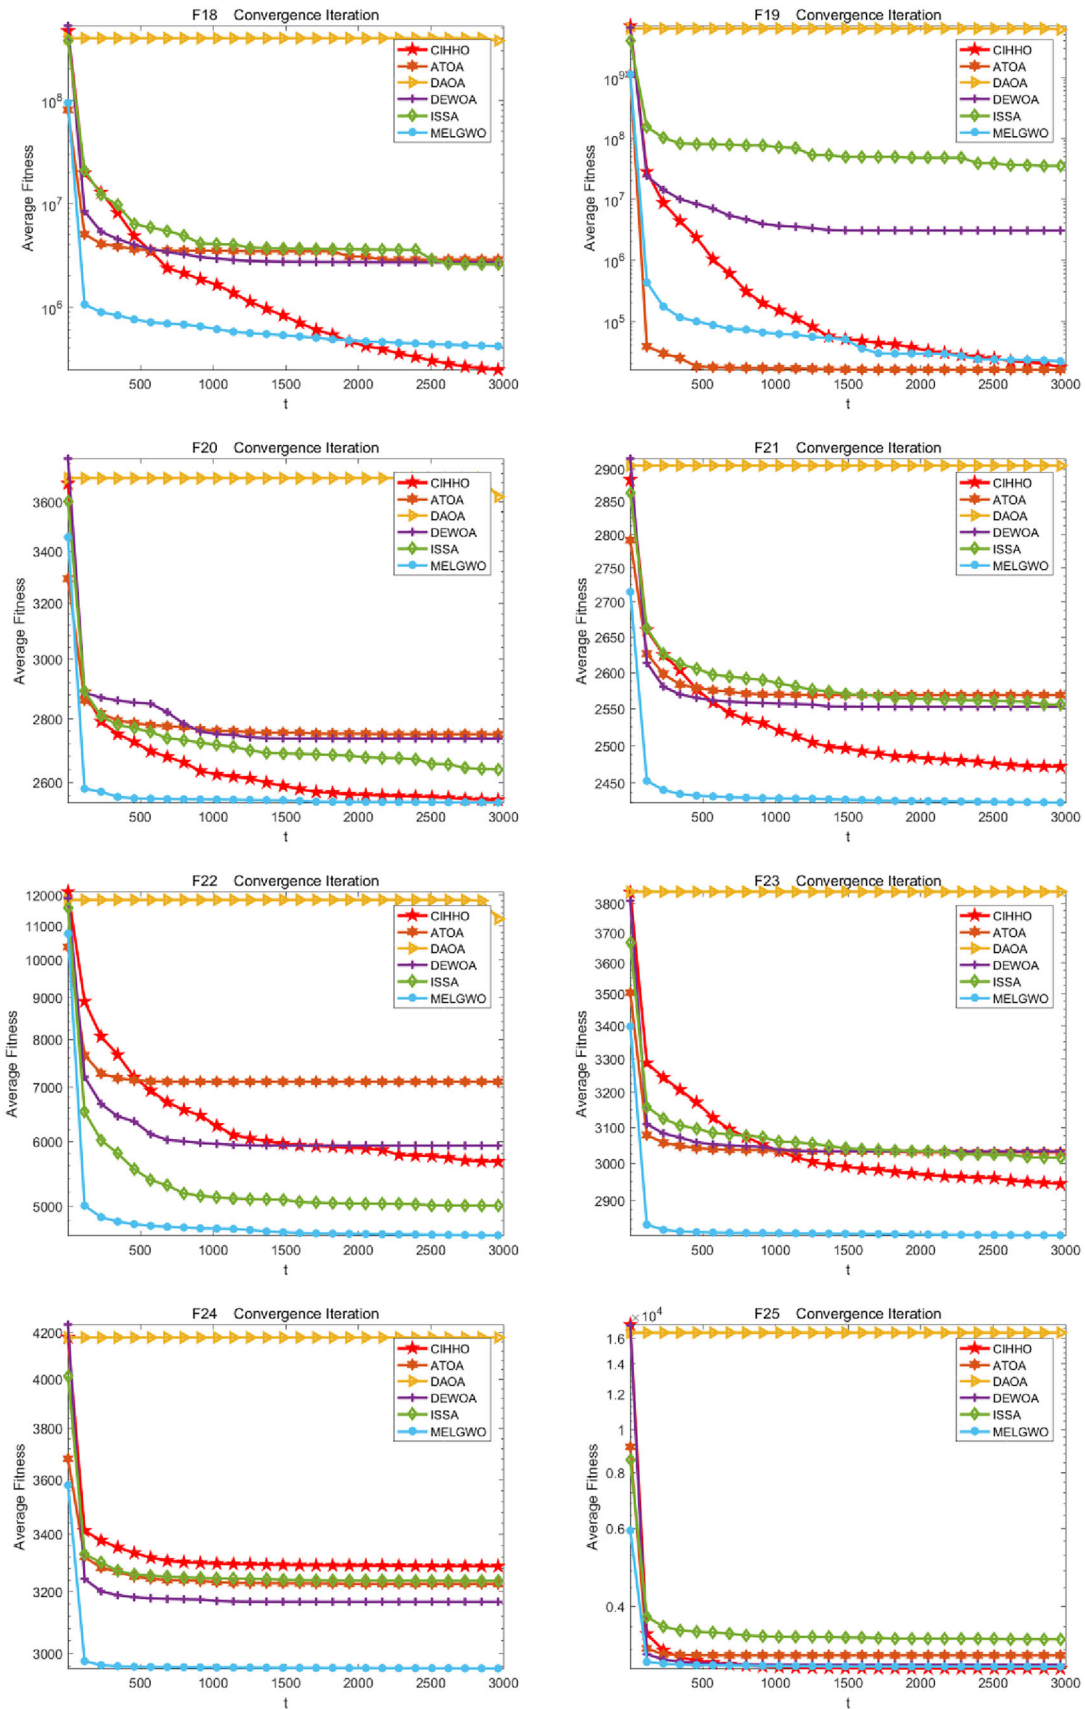 F18 Convergence Iteration
CIHHO
ATOA
DAOA
DEWOA
ISSA
MELGWO
10^8
10^7
10^6
Average Fitness
500 1000 1500 2000 2500 3000
t
F19 Convergence Iteration
CIHHO
ATOA
DAOA
DEWOA
ISSA
MELGWO
10^9
10^8
10^7
10^6
10^5
Average Fitness
500 1000 1500 2000 2500 3000
t
F20 Convergence Iteration
CIHHO
ATOA
DAOA
DEWOA
ISSA
MELGWO
3600
3400
3200
3000
2800
2600
Average Fitness
500 1000 1500 2000 2500 3000
t
F21 Convergence Iteration
CIHHO
ATOA
DAOA
DEWOA
ISSA
MELGWO
2900
2850
2800
2750
2700
2650
2600
2550
2500
2450
Average Fitness
500 1000 1500 2000 2500 3000
t
F22 Convergence Iteration
CIHHO
ATOA
DAOA
DEWOA
ISSA
MELGWO
12000
11000
10000
9000
8000
7000
6000
5000
Average Fitness
500 1000 1500 2000 2500 3000
t
F23 Convergence Iteration
CIHHO
ATOA
DAOA
DEWOA
ISSA
MELGWO
3800
3700
3600
3500
3400
3300
3200
3100
3000
2900
Average Fitness
500 1000 1500 2000 2500 3000
t
F24 Convergence Iteration
CIHHO
ATOA
DAOA
DEWOA
ISSA
MELGWO
4200
4000
3800
3600
3400
3200
3000
Average Fitness
500 1000 1500 2000 2500 3000
t
F25 Convergence Iteration
×10^4
CIHHO
ATOA
DAOA
DEWOA
ISSA
MELGWO
1.6
1.4
1.2
1
0.8
0.6
0.4
Average Fitness
500 1000 1500 2000 2500 3000
t